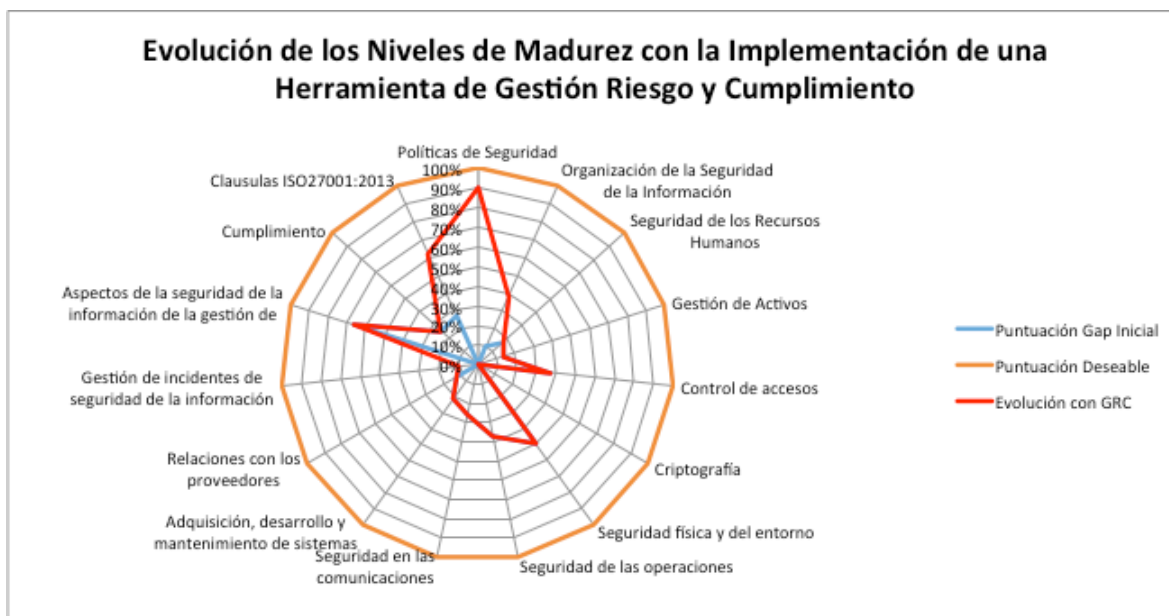 Evolución de los Niveles de Madurez con la Implementación de una
Herramienta de Gestión Riesgo y Cumplimiento
Políticas de Seguridad
Organización de la Seguridad
de la Información
Seguridad de los Recursos
Humanos
Gestión de Activos
Control de accesos
Criptografía
Seguridad física y del entorno
Seguridad de las operaciones
Seguridad en las
comunicaciones
Adquisición, desarrollo y
mantenimiento de sistemas
Relaciones con los
proveedores
Gestión de incidentes de
seguridad de la información
Aspectos de la seguridad de la
información de la gestión de
Cumplimiento
Clausulas ISO27001:2013
100%
90%
80%
70%
60%
50%
40%
30%
20%
10%
0%
Puntuación Gap Inicial
Puntuación Deseable
Evolución con GRC